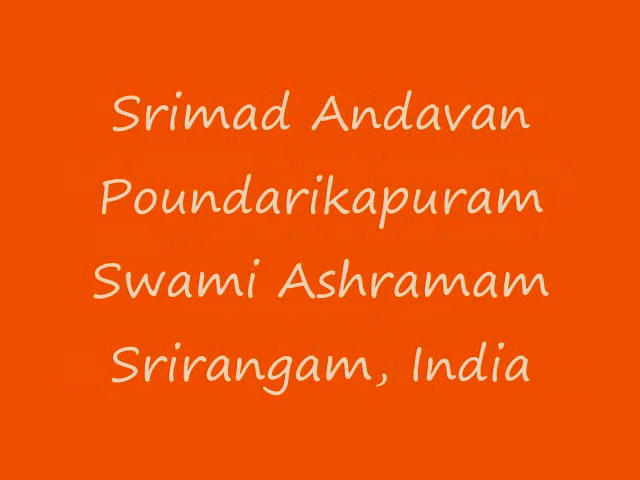 Srimad Andavan
Poundarikapuram
Swami Ashramam
Srirangam, India